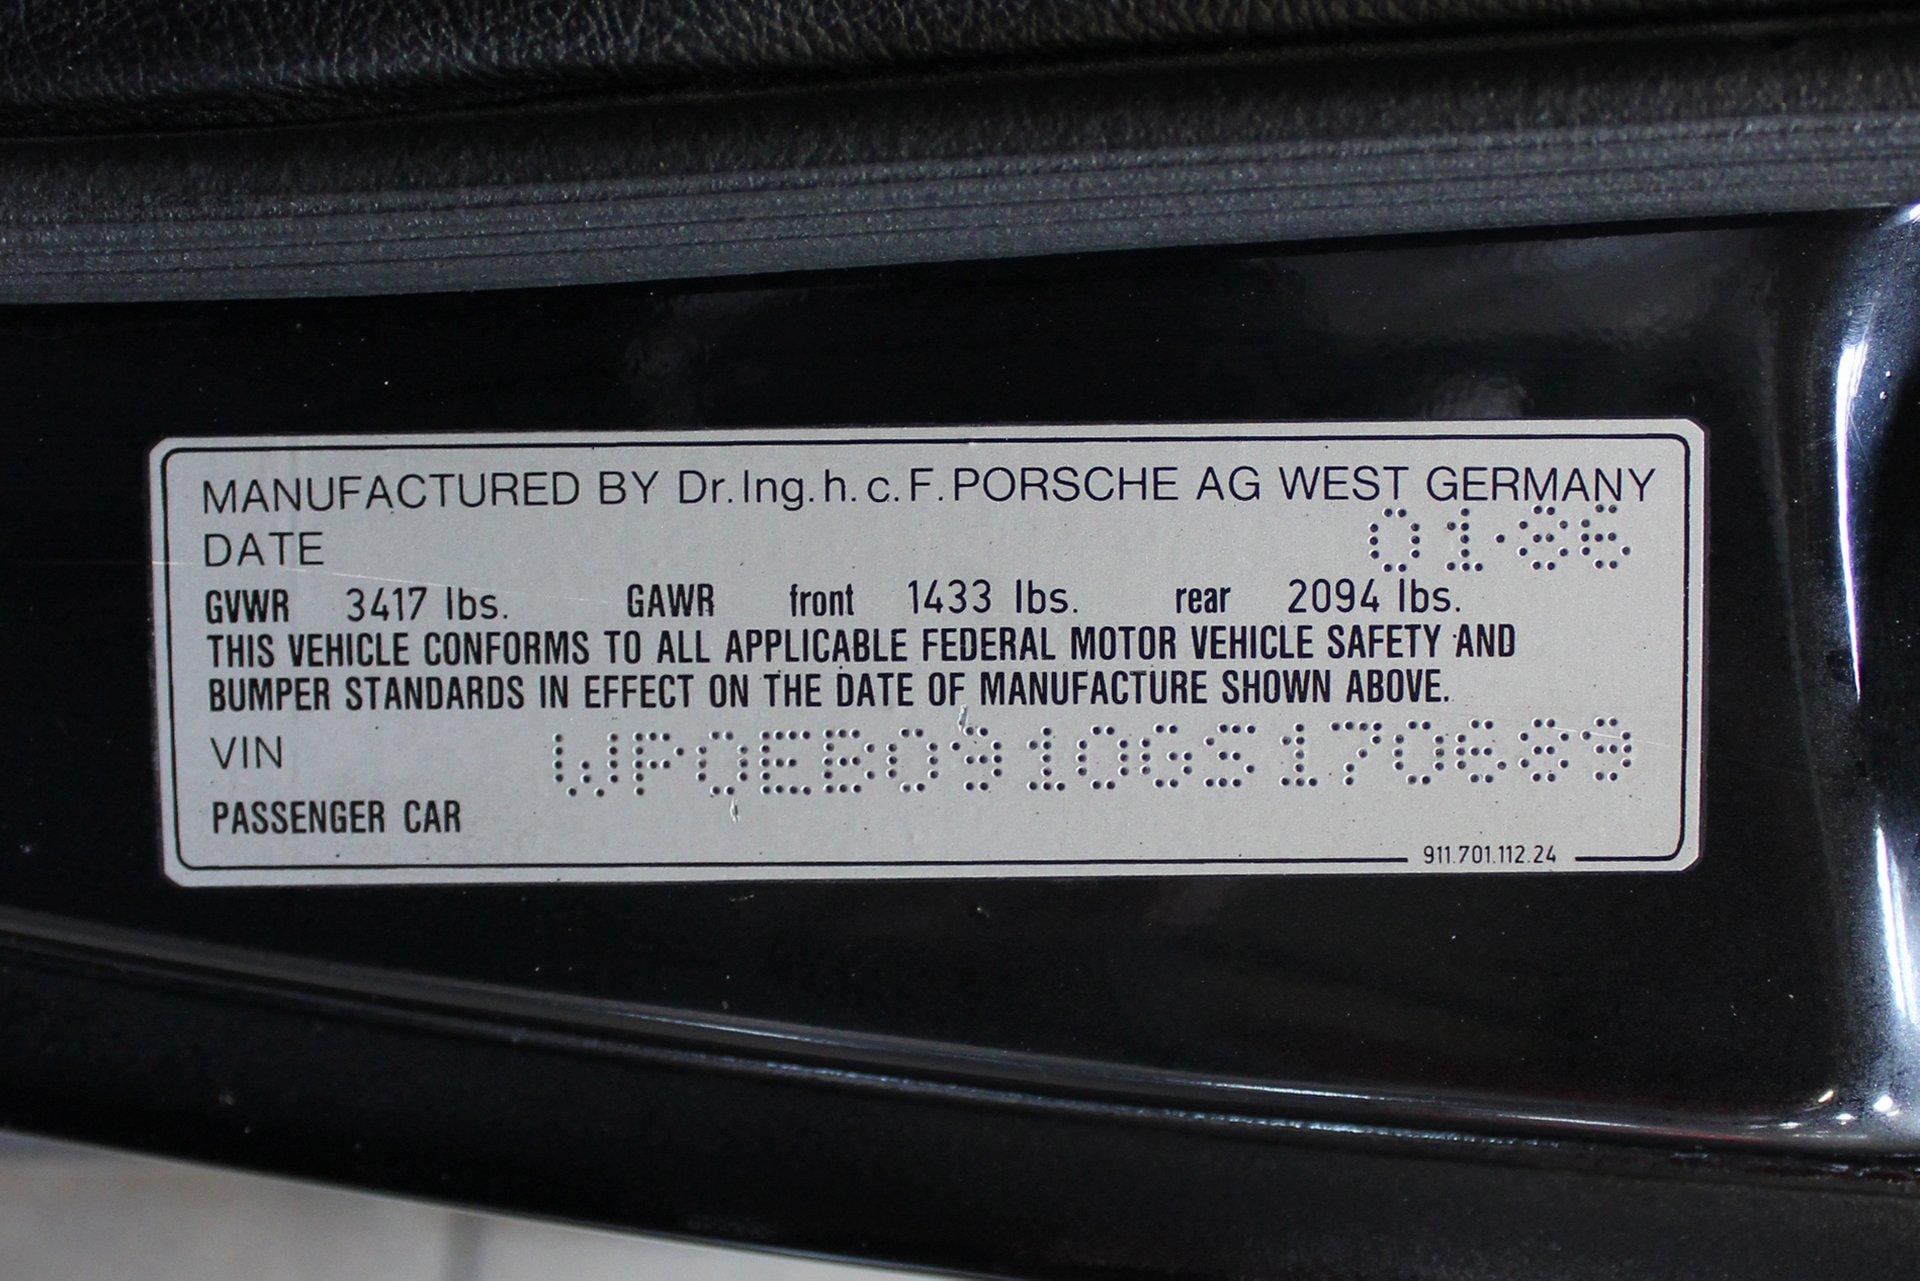 MANUFACTURED BY Dr.Ing.h.c.F.PORSCHE AG WEST GERMANY
DATE 01·86
GVWR 3417 lbs. GAWR front 1433 lbs. rear 2094 lbs.
THIS VEHICLE CONFORMS TO ALL APPLICABLE FEDERAL MOTOR VEHICLE SAFETY AND
BUMPER STANDARDS IN EFFECT ON THE DATE OF MANUFACTURE SHOWN ABOVE.
VIN WP0EB0910GS170689
PASSENGER CAR
911.701.112.24